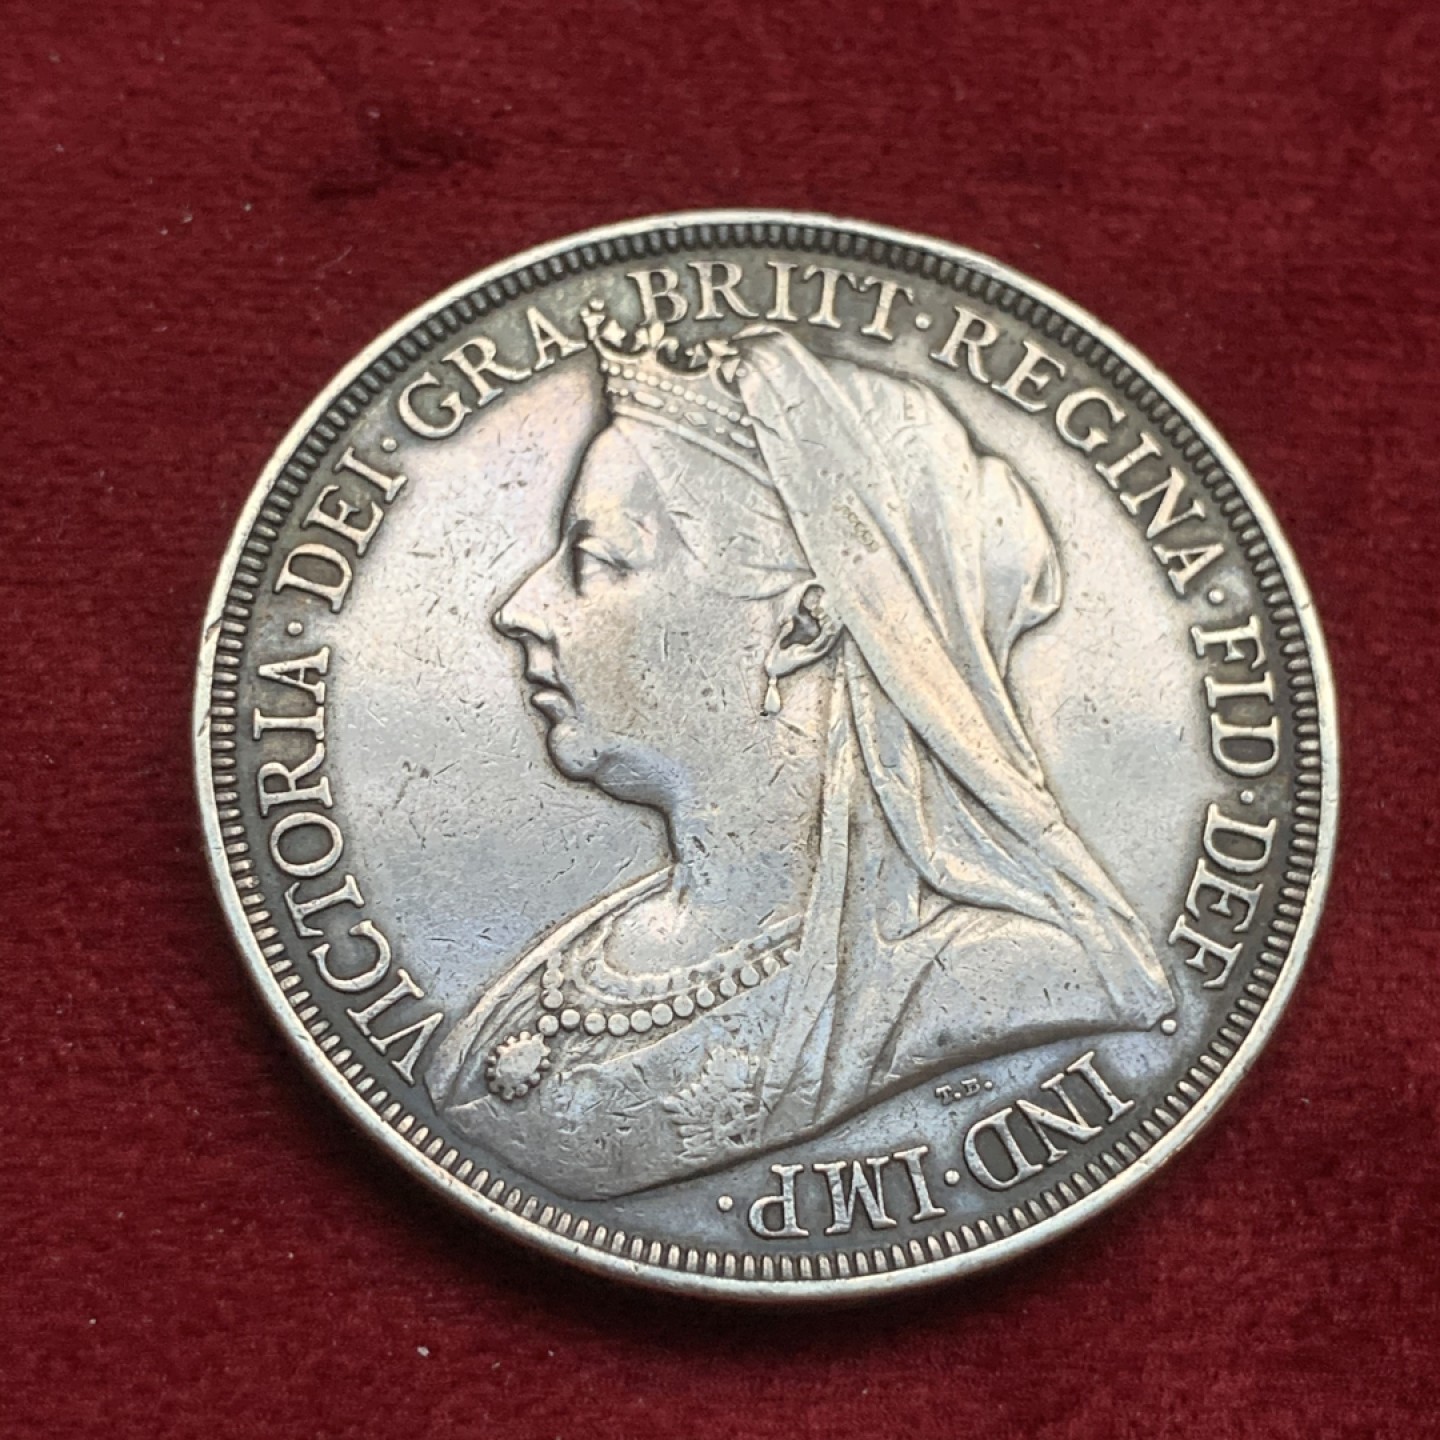 VICTORIA·DEI·GRA BRITT·REGINA·FID·DEF·
IND·IMP·
T.B.